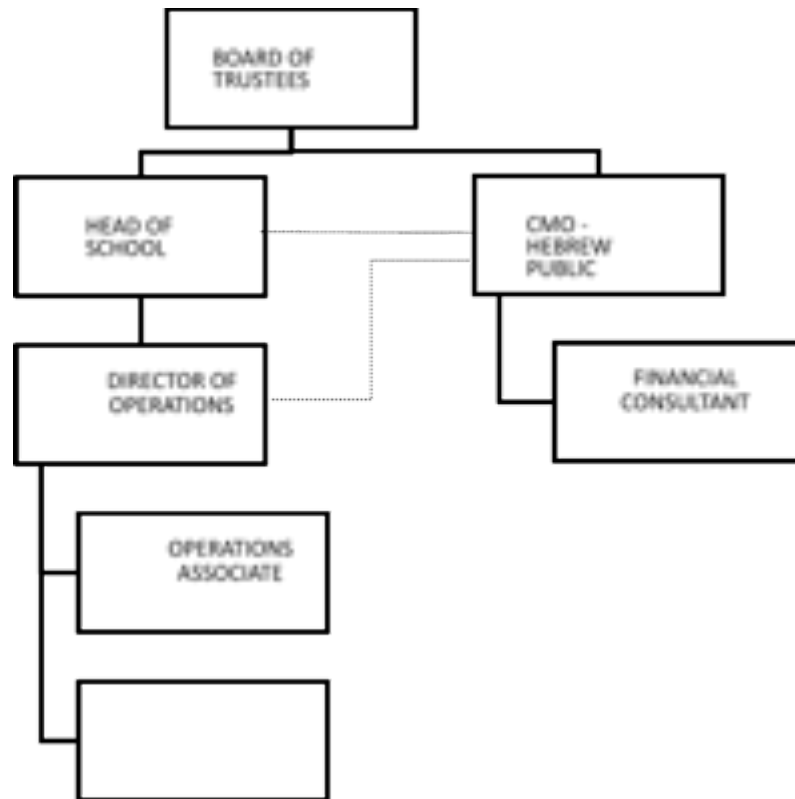 BOARD OF
TRUSTEES
HEAD OF
SCHOOL
CMO -
HEBREW
PUBLIC
DIRECTOR OF
OPERATIONS
FINANCIAL
CONSULTANT
OPERATIONS
ASSOCIATE